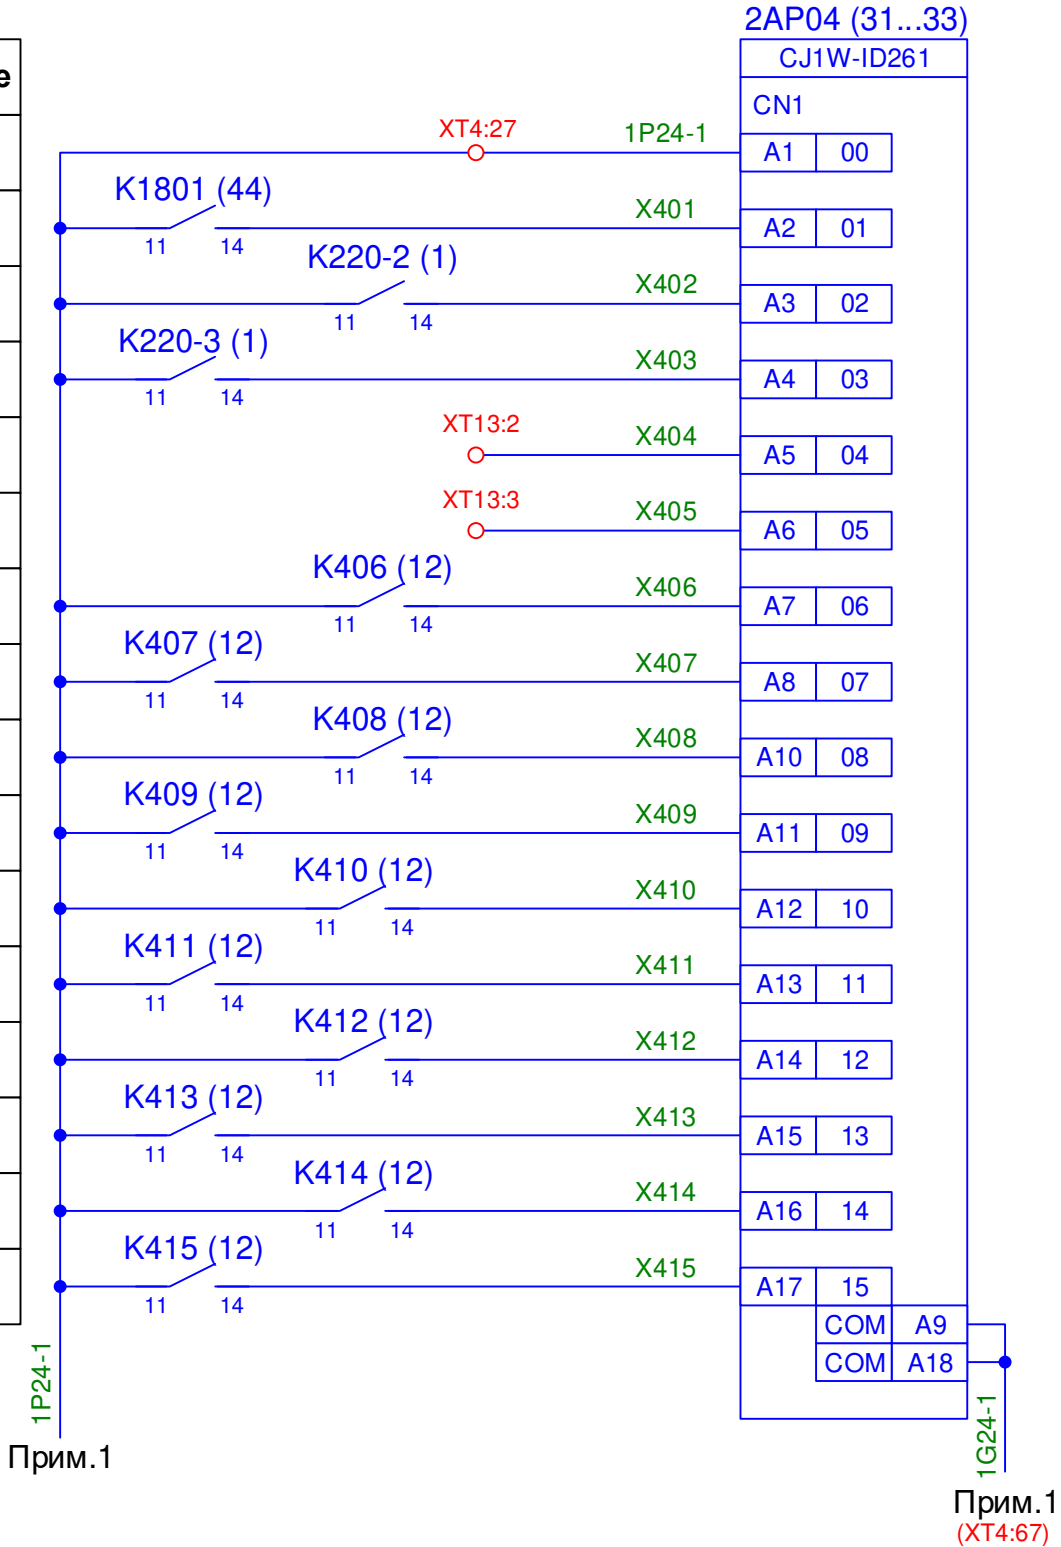 2AP04 (31...33)
CJ1W-ID261
е
CN1
XT4:27 1P24-1 A1 00
K1801 (44) X401
11 14 A2 01
K220-2 (1) X402
11 14 A3 02
K220-3 (1) X403
11 14 A4 03
XT13:2 X404 A5 04
XT13:3 X405 A6 05
K406 (12) X406
11 14 A7 06
K407 (12) X407
11 14 A8 07
K408 (12) X408
11 14 A10 08
K409 (12) X409
11 14 A11 09
K410 (12) X410
11 14 A12 10
K411 (12) X411
11 14 A13 11
K412 (12) X412
11 14 A14 12
K413 (12) X413
11 14 A15 13
K414 (12) X414
11 14 A16 14
K415 (12) X415
11 14 A17 15
COM A9
COM A18
1P24-1
1G24-1
Прим.1
Прим.1
(XT4:67)